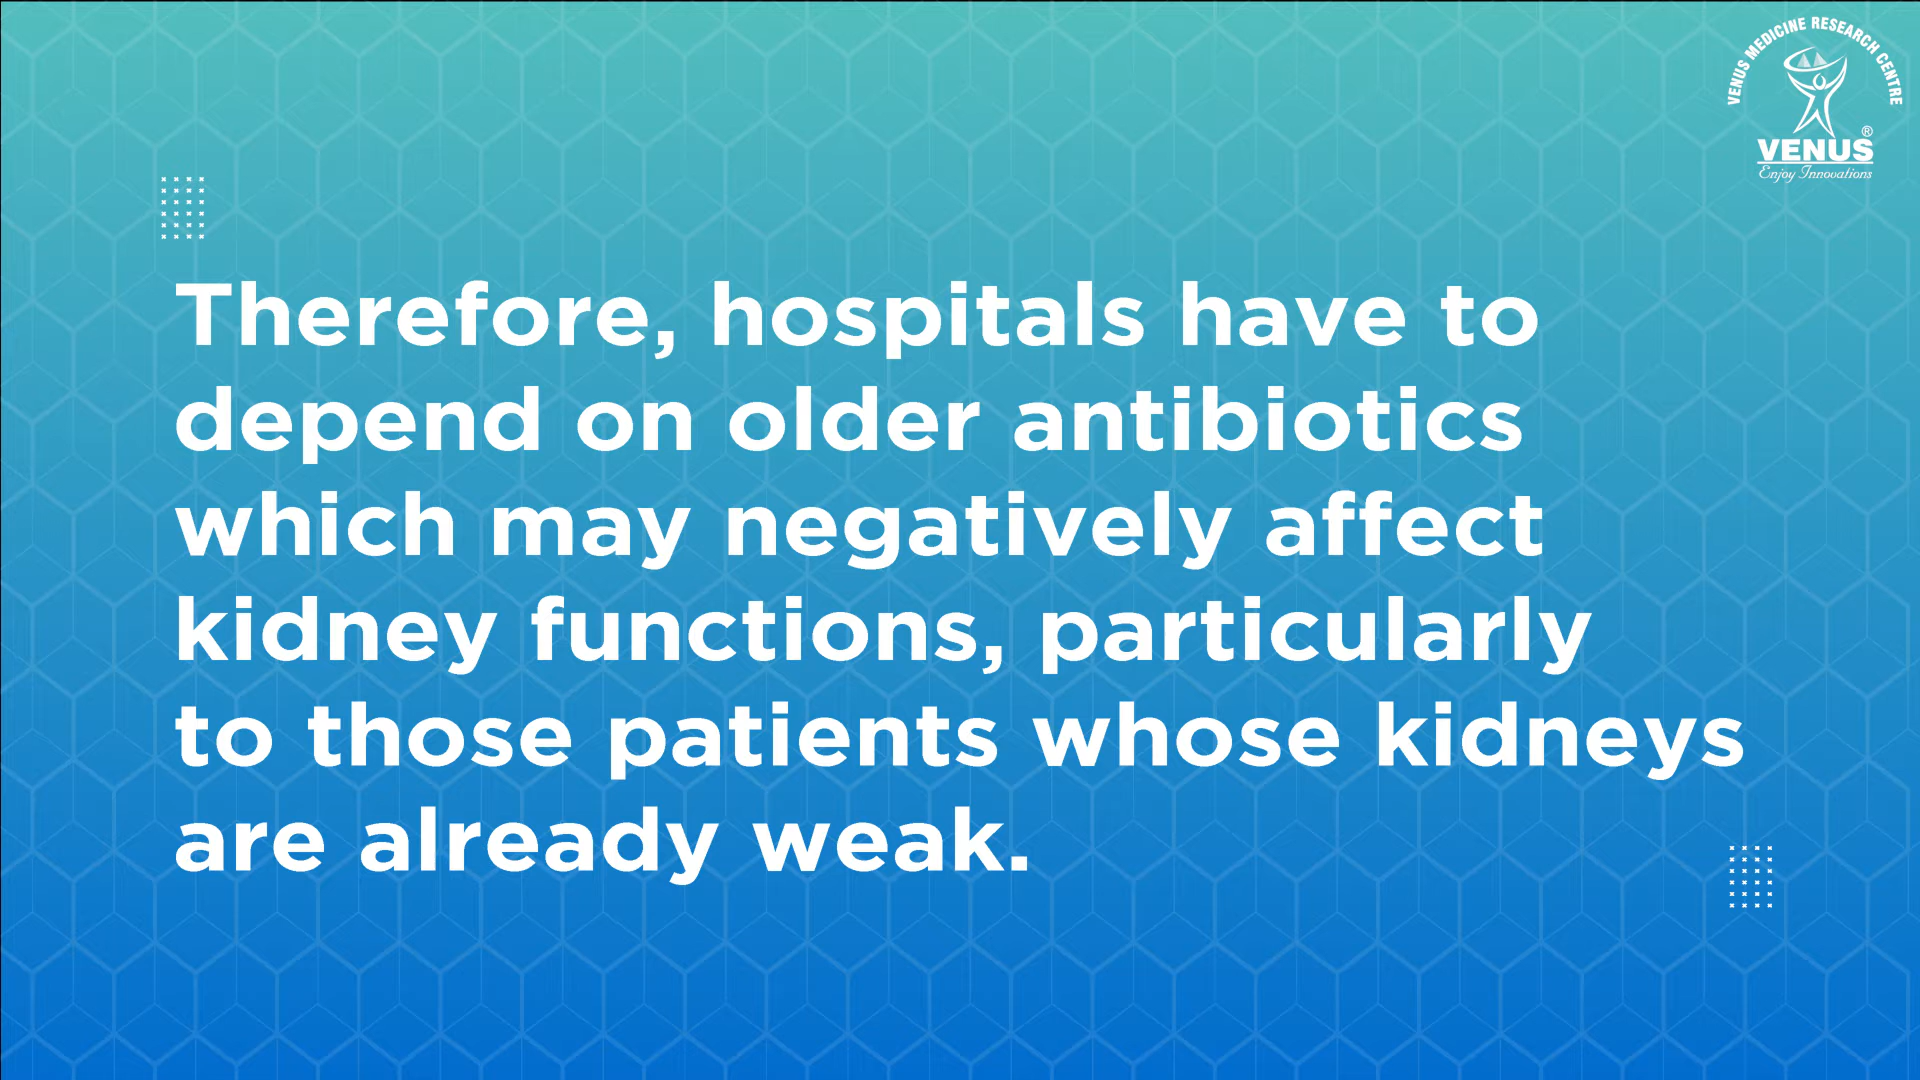 VENUS MEDICINE RESEARCH CENTRE
VENUS®
Enjoy Innovations
Therefore, hospitals have to
depend on older antibiotics
which may negatively affect
kidney functions, particularly
to those patients whose kidneys
are already weak.